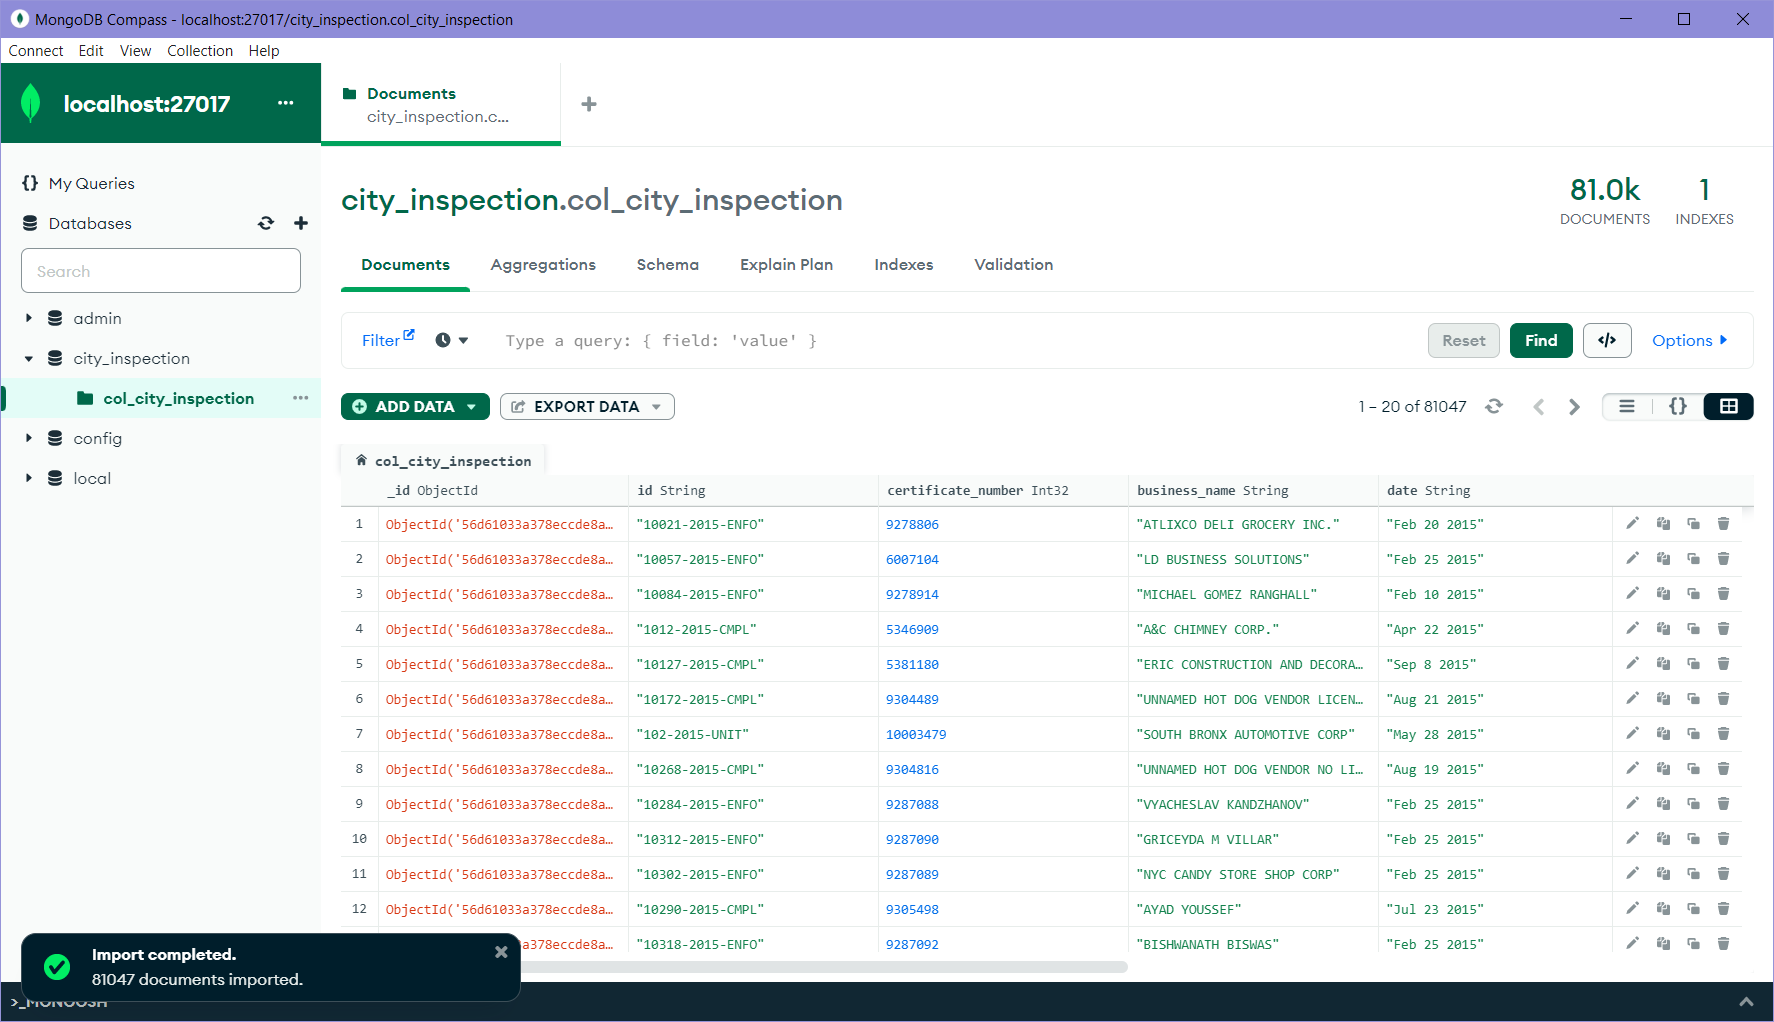 MongoDB Compass - localhost:27017/city_inspection.col_city_inspection
Connect Edit View Collection Help
localhost:27017 ...
Documents
city_inspection.c...
My Queries
Databases
Search
admin
city_inspection
col_city_inspection ...
config
local
city_inspection.col_city_inspection
81.0k
DOCUMENTS
1
INDEXES
Documents Aggregations Schema Explain Plan Indexes Validation
Filter Type a query: { field: 'value' } Reset Find </> Options
ADD DATA EXPORT DATA 1 – 20 of 81047 {}
col_city_inspection
_id ObjectId id String certificate_number Int32 business_name String date String
1 ObjectId('56d61033a378eccde8a… "10021-2015-ENFO" 9278806 "ATLIXCO DELI GROCERY INC." "Feb 20 2015"
2 ObjectId('56d61033a378eccde8a… "10057-2015-ENFO" 6007104 "LD BUSINESS SOLUTIONS" "Feb 25 2015"
3 ObjectId('56d61033a378eccde8a… "10084-2015-ENFO" 9278914 "MICHAEL GOMEZ RANGHALL" "Feb 10 2015"
4 ObjectId('56d61033a378eccde8a… "1012-2015-CMPL" 5346909 "A&C CHIMNEY CORP." "Apr 22 2015"
5 ObjectId('56d61033a378eccde8a… "10127-2015-CMPL" 5381180 "ERIC CONSTRUCTION AND DECORA… "Sep 8 2015"
6 ObjectId('56d61033a378eccde8a… "10172-2015-CMPL" 9304489 "UNNAMED HOT DOG VENDOR LICEN… "Aug 21 2015"
7 ObjectId('56d61033a378eccde8a… "102-2015-UNIT" 10003479 "SOUTH BRONX AUTOMOTIVE CORP" "May 28 2015"
8 ObjectId('56d61033a378eccde8a… "10268-2015-CMPL" 9304816 "UNNAMED HOT DOG VENDOR NO LI… "Aug 19 2015"
9 ObjectId('56d61033a378eccde8a… "10284-2015-ENFO" 9287088 "VYACHESLAV KANDZHANOV" "Feb 25 2015"
10 ObjectId('56d61033a378eccde8a… "10312-2015-ENFO" 9287090 "GRICEYDA M VILLAR" "Feb 25 2015"
11 ObjectId('56d61033a378eccde8a… "10302-2015-ENFO" 9287089 "NYC CANDY STORE SHOP CORP" "Feb 25 2015"
12 ObjectId('56d61033a378eccde8a… "10290-2015-CMPL" 9305498 "AYAD YOUSSEF" "Jul 23 2015"
a378eccde8a… "10318-2015-ENFO" 9287092 "BISHWANATH BISWAS" "Feb 25 2015"
Import completed.
81047 documents imported.
>_MONGOSH